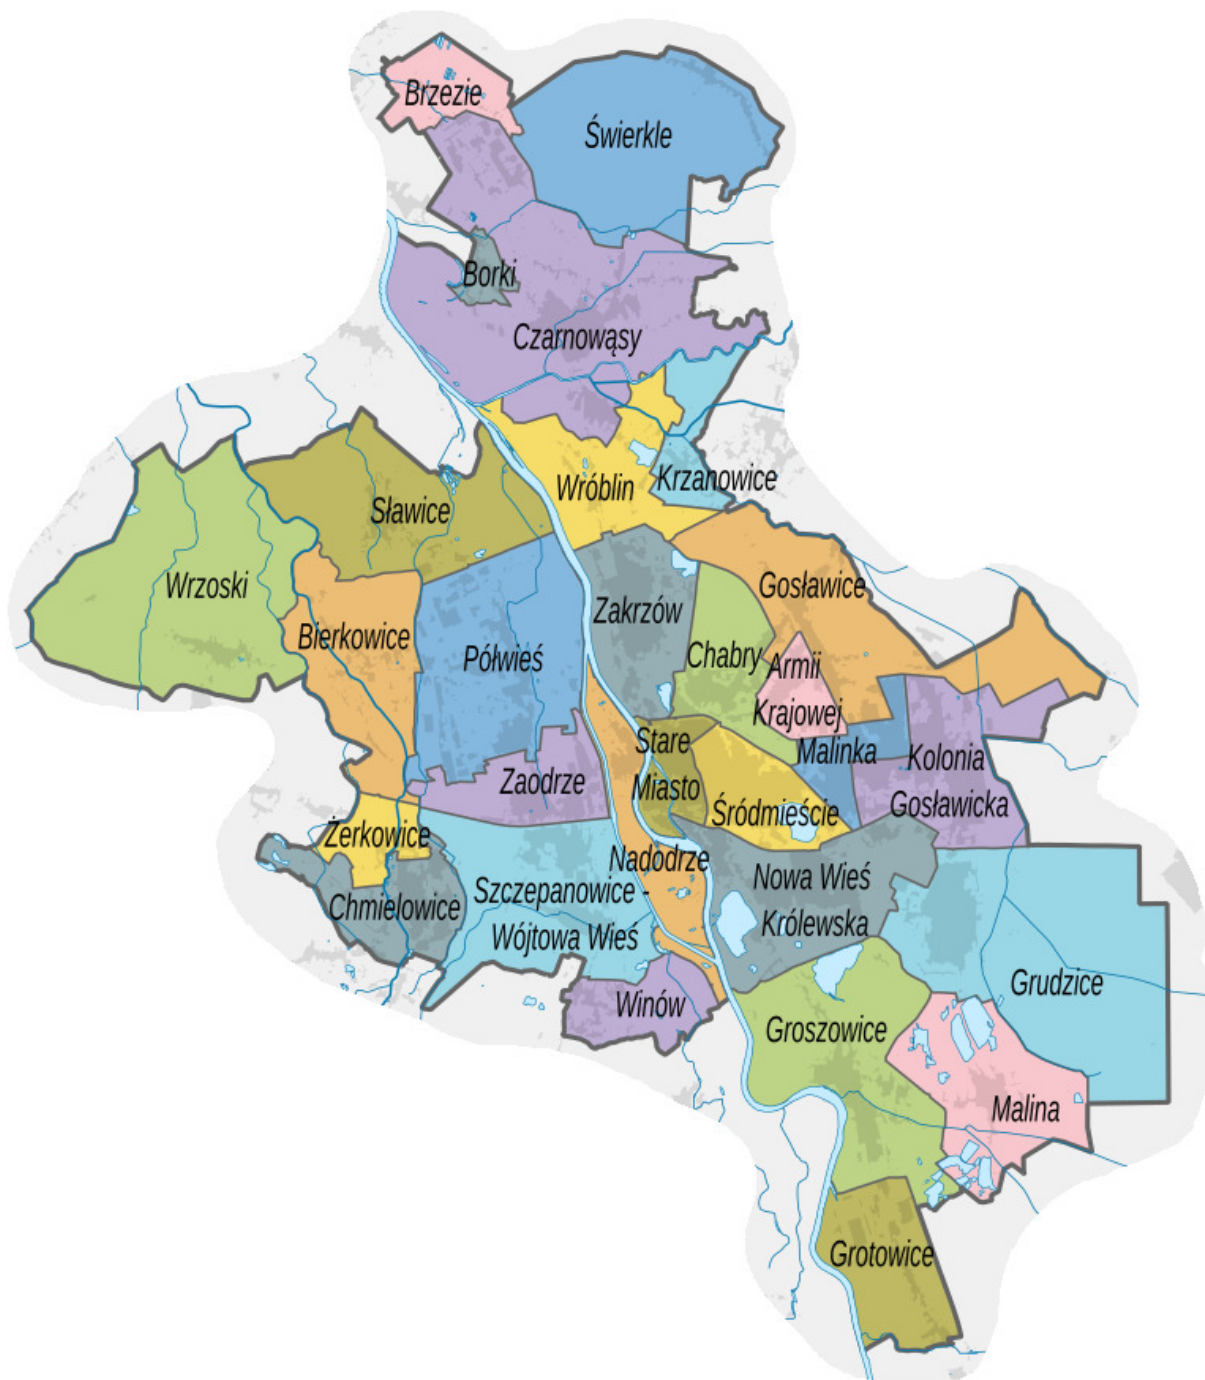 Brzezie
Świerkle
Borki
Czarnowąsy
Krzanowice
Wróblin
Sławice
Wrzoski
Gosławice
Zakrzów
Bierkowice
Półwieś
Chabry
Armii
Krajowej
Stare
Miasto
Malinka
Kolonia
Gosławicka
Zaodrze
Śródmieście
Żerkowice
Nadodrze
Nowa Wieś
Królewska
Szczepanowice -
Wójtowa Wieś
Chmielowice
Grudzice
Winów
Groszowice
Malina
Grotowice